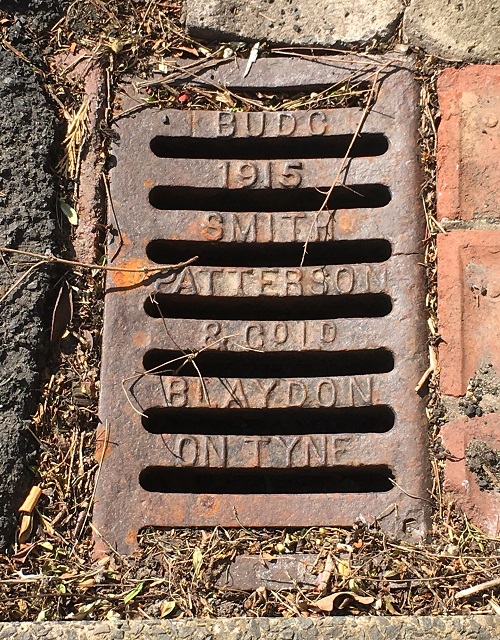 BUDC
1915
SMITH
PATTERSON
& CO LD
BLAYDON
ON TYNE